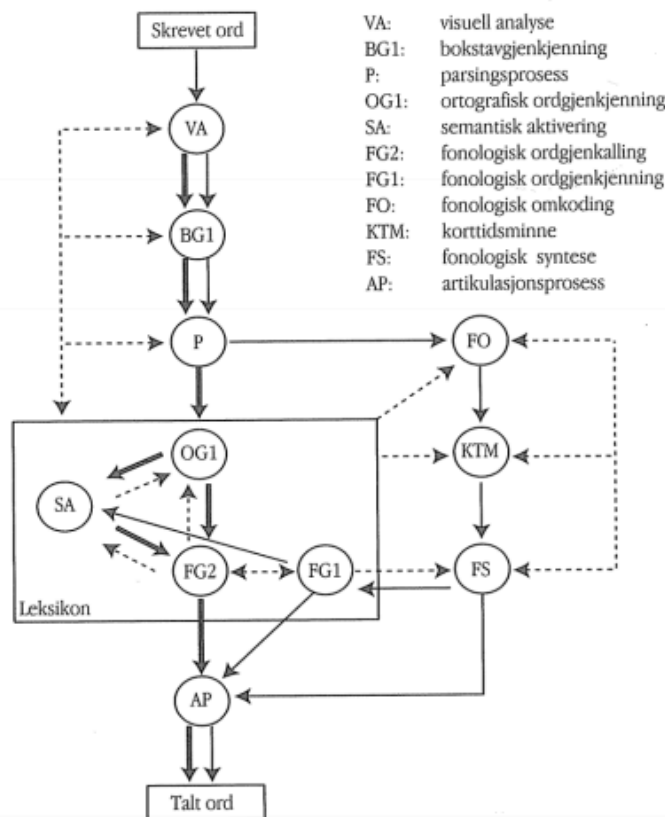 Skrevet ord
VA: visuell analyse
BG1: bokstavgjenkjenning
P: parsingsprosess
OG1: ortografisk ordgjenkjenning
SA: semantisk aktivering
FG2: fonologisk ordgjenkalling
FG1: fonologisk ordgjenkjenning
FO: fonologisk omkoding
KTM: korttidsminne
FS: fonologisk syntese
AP: artikulasjonsprosess
VA
BG1
P
FO
OG1
KTM
SA
FG2
FG1
FS
Leksikon
AP
Talt ord